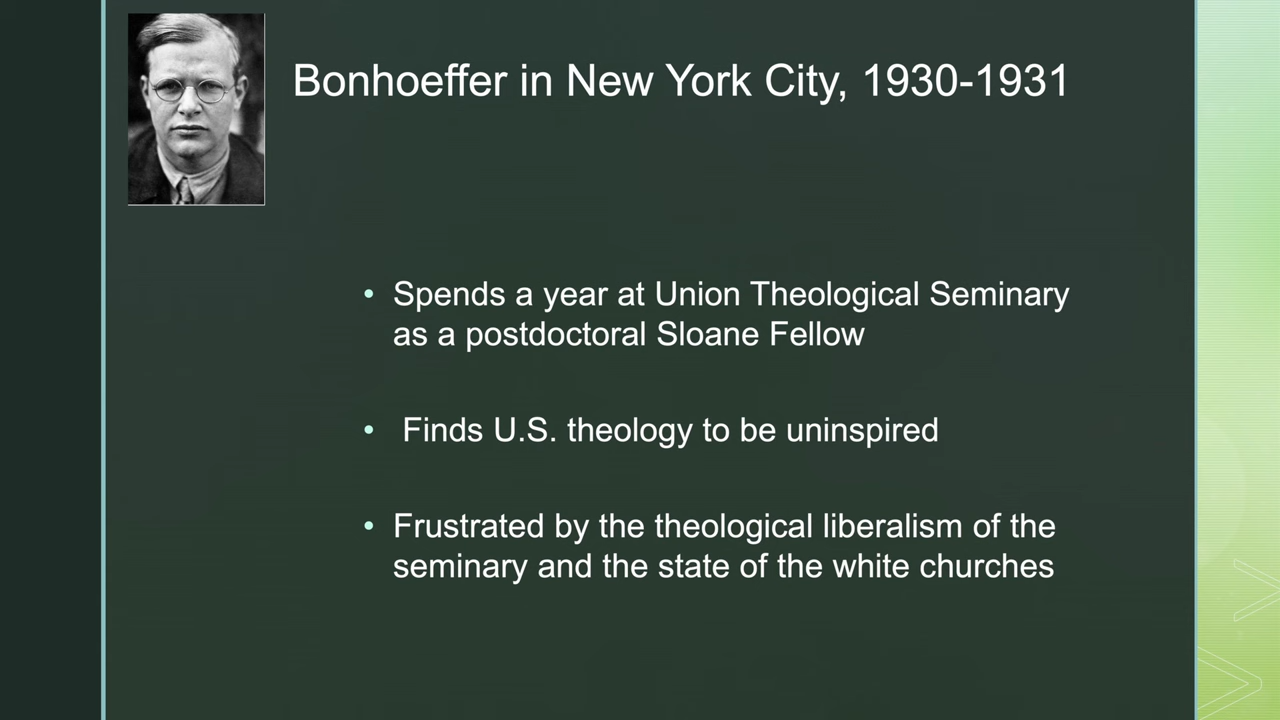 Bonhoeffer in New York City, 1930-1931
• Spends a year at Union Theological Seminary
as a postdoctoral Sloane Fellow
• Finds U.S. theology to be uninspired
• Frustrated by the theological liberalism of the
seminary and the state of the white churches